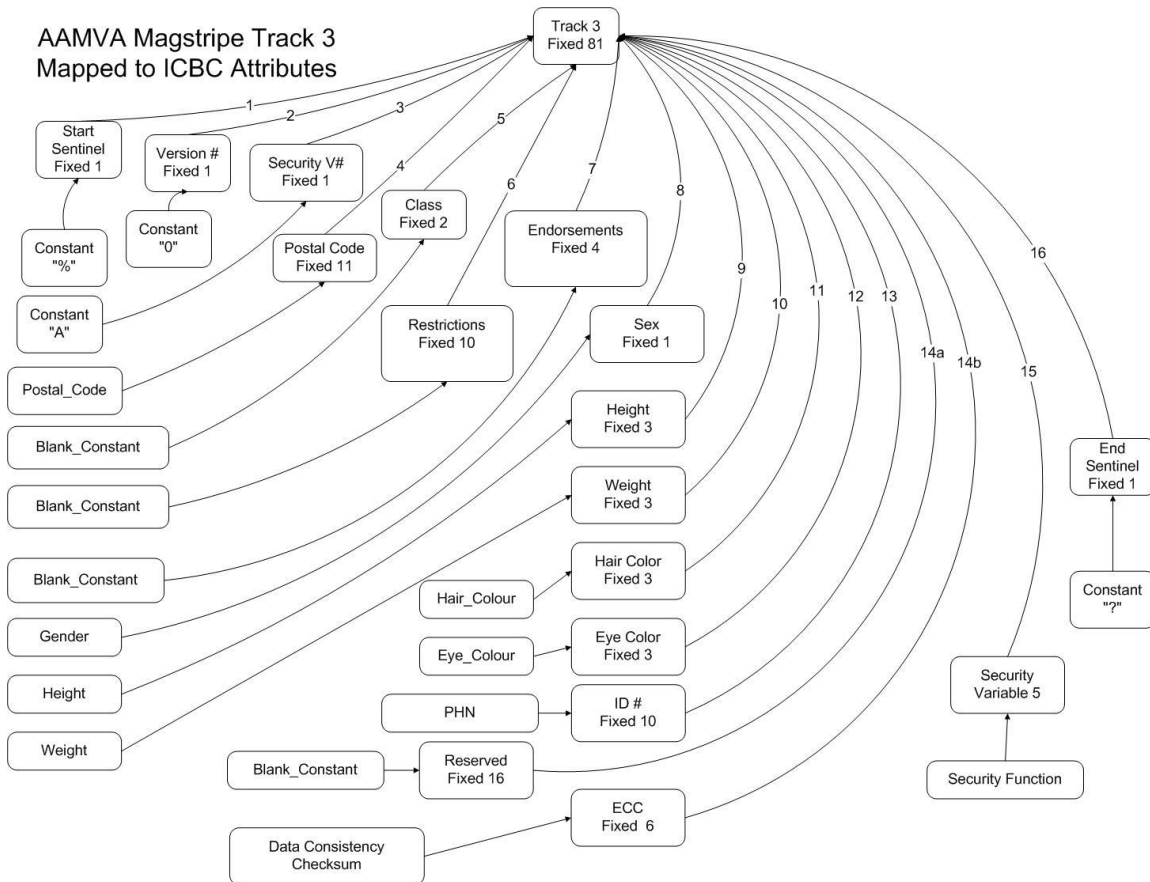 AAMVA Magstripe Track 3
Mapped to ICBC Attributes
Track 3
Fixed 81
1
2
3
4
5
6
7
8
9
10
11
12
13
14a
14b
15
16
Start
Sentinel
Fixed 1
Version #
Fixed 1
Security V#
Fixed 1
Class
Fixed 2
Endorsements
Fixed 4
Constant
"%"
Constant
"0"
Postal Code
Fixed 11
Constant
"A"
Restrictions
Fixed 10
Sex
Fixed 1
Postal_Code
Height
Fixed 3
Blank_Constant
End
Sentinel
Fixed 1
Blank_Constant
Weight
Fixed 3
Blank_Constant
Hair_Colour
Hair Color
Fixed 3
Constant
"?"
Gender
Eye_Colour
Eye Color
Fixed 3
Height
PHN
ID #
Fixed 10
Security
Variable 5
Weight
Blank_Constant
Reserved
Fixed 16
Security Function
ECC
Fixed 6
Data Consistency
Checksum